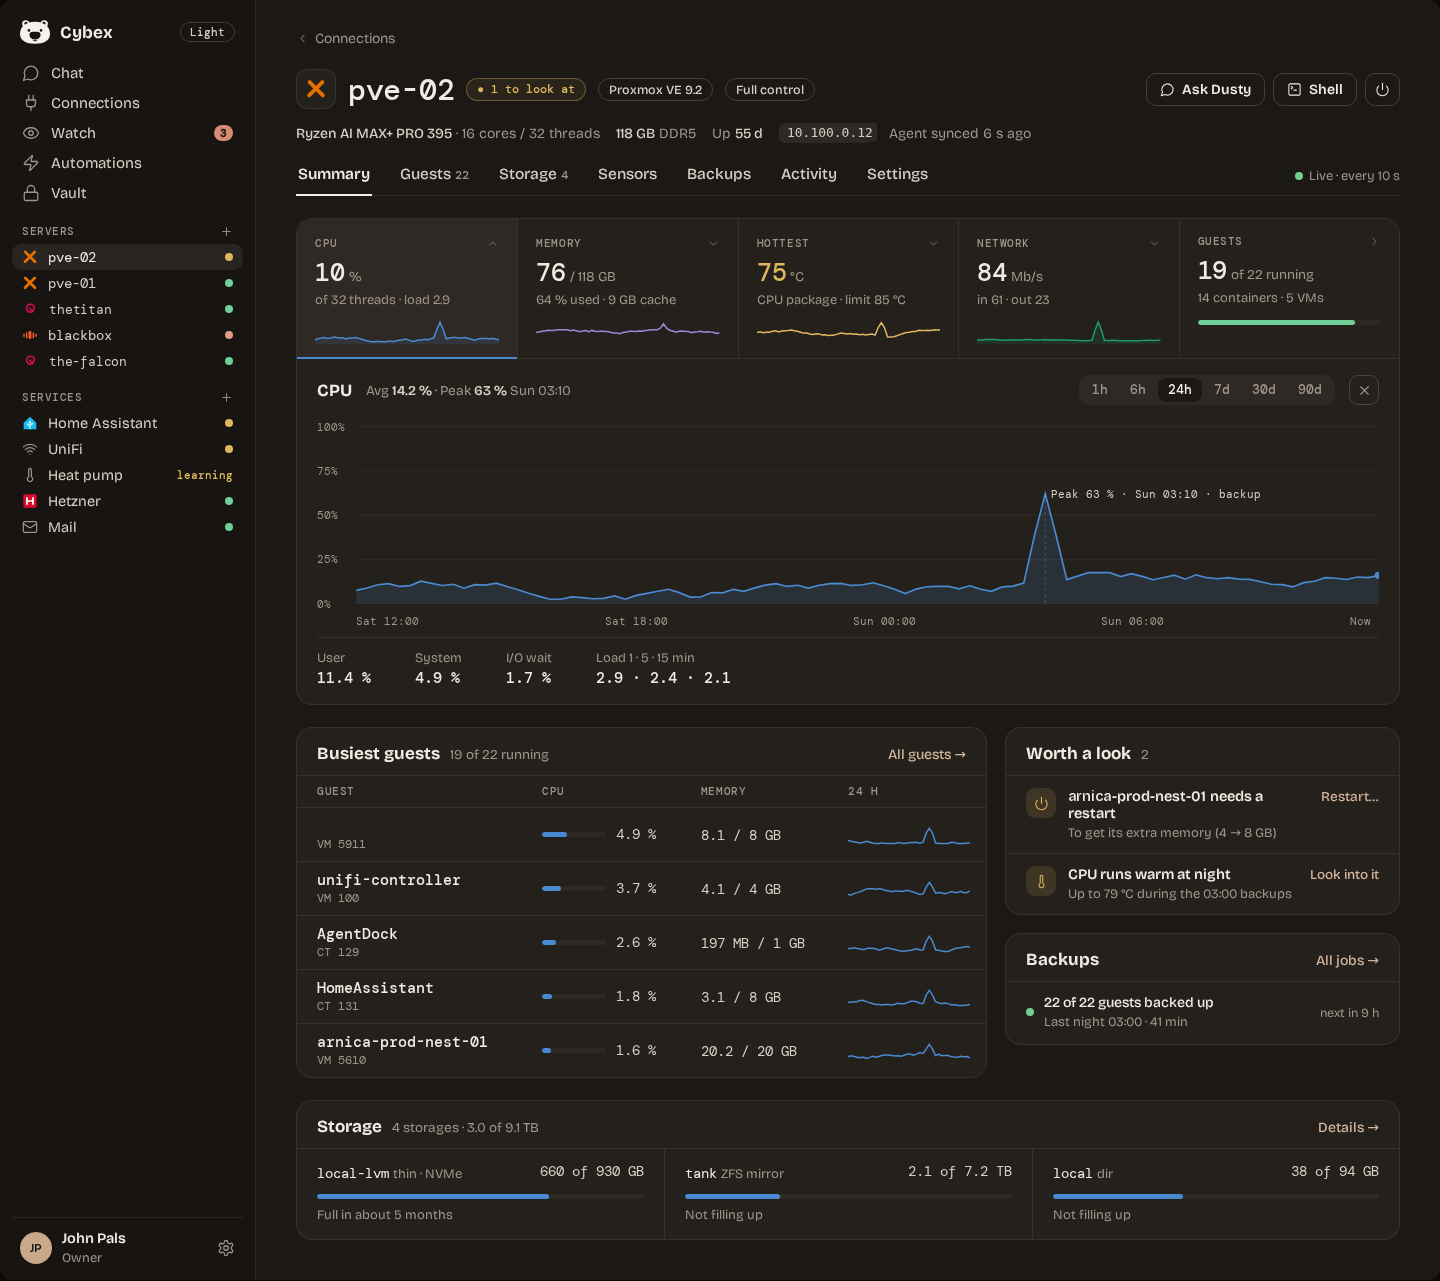 Cybex
Light
Chat
Connections
Watch 3
Automations
Vault
SERVERS
pve-02
pve-01
thetitan
blackbox
the-falcon
SERVICES
Home Assistant
UniFi
Heat pump learning
Hetzner
Mail
JP
John Pals
Owner
Connections
pve-02
1 to look at
Proxmox VE 9.2
Full control
Ask Dusty
Shell
Ryzen AI MAX+ PRO 395 · 16 cores / 32 threads 118 GB DDR5 Up 55 d 10.100.0.12 Agent synced 6 s ago
Summary Guests 22 Storage 4 Sensors Backups Activity Settings
Live · every 10 s
CPU
10 %
of 32 threads · load 2.9
MEMORY
76 / 118 GB
64 % used · 9 GB cache
HOTTEST
75 °C
CPU package · limit 85 °C
NETWORK
84 Mb/s
in 61 · out 23
GUESTS
19 of 22 running
14 containers · 5 VMs
CPU Avg 14.2 % · Peak 63 % Sun 03:10
1h 6h 24h 7d 30d 90d
100%
75%
50%
25%
0%
Peak 63 % · Sun 03:10 · backup
Sat 12:00 Sat 18:00 Sun 00:00 Sun 06:00 Now
User System I/O wait Load 1 · 5 · 15 min
11.4 % 4.9 % 1.7 % 2.9 · 2.4 · 2.1
Busiest guests 19 of 22 running All guests →
GUEST CPU MEMORY 24 H
VM 5911 4.9 % 8.1 / 8 GB
unifi-controller
VM 100 3.7 % 4.1 / 4 GB
AgentDock
CT 129 2.6 % 197 MB / 1 GB
HomeAssistant
CT 131 1.8 % 3.1 / 8 GB
arnica-prod-nest-01
VM 5610 1.6 % 20.2 / 20 GB
Worth a look 2
arnica-prod-nest-01 needs a restart
To get its extra memory (4 → 8 GB)
Restart...
CPU runs warm at night
Up to 79 °C during the 03:00 backups
Look into it
Backups All jobs →
22 of 22 guests backed up
Last night 03:00 · 41 min
next in 9 h
Storage 4 storages · 3.0 of 9.1 TB Details →
local-lvm thin · NVMe 660 of 930 GB
Full in about 5 months
tank ZFS mirror 2.1 of 7.2 TB
Not filling up
local dir 38 of 94 GB
Not filling up